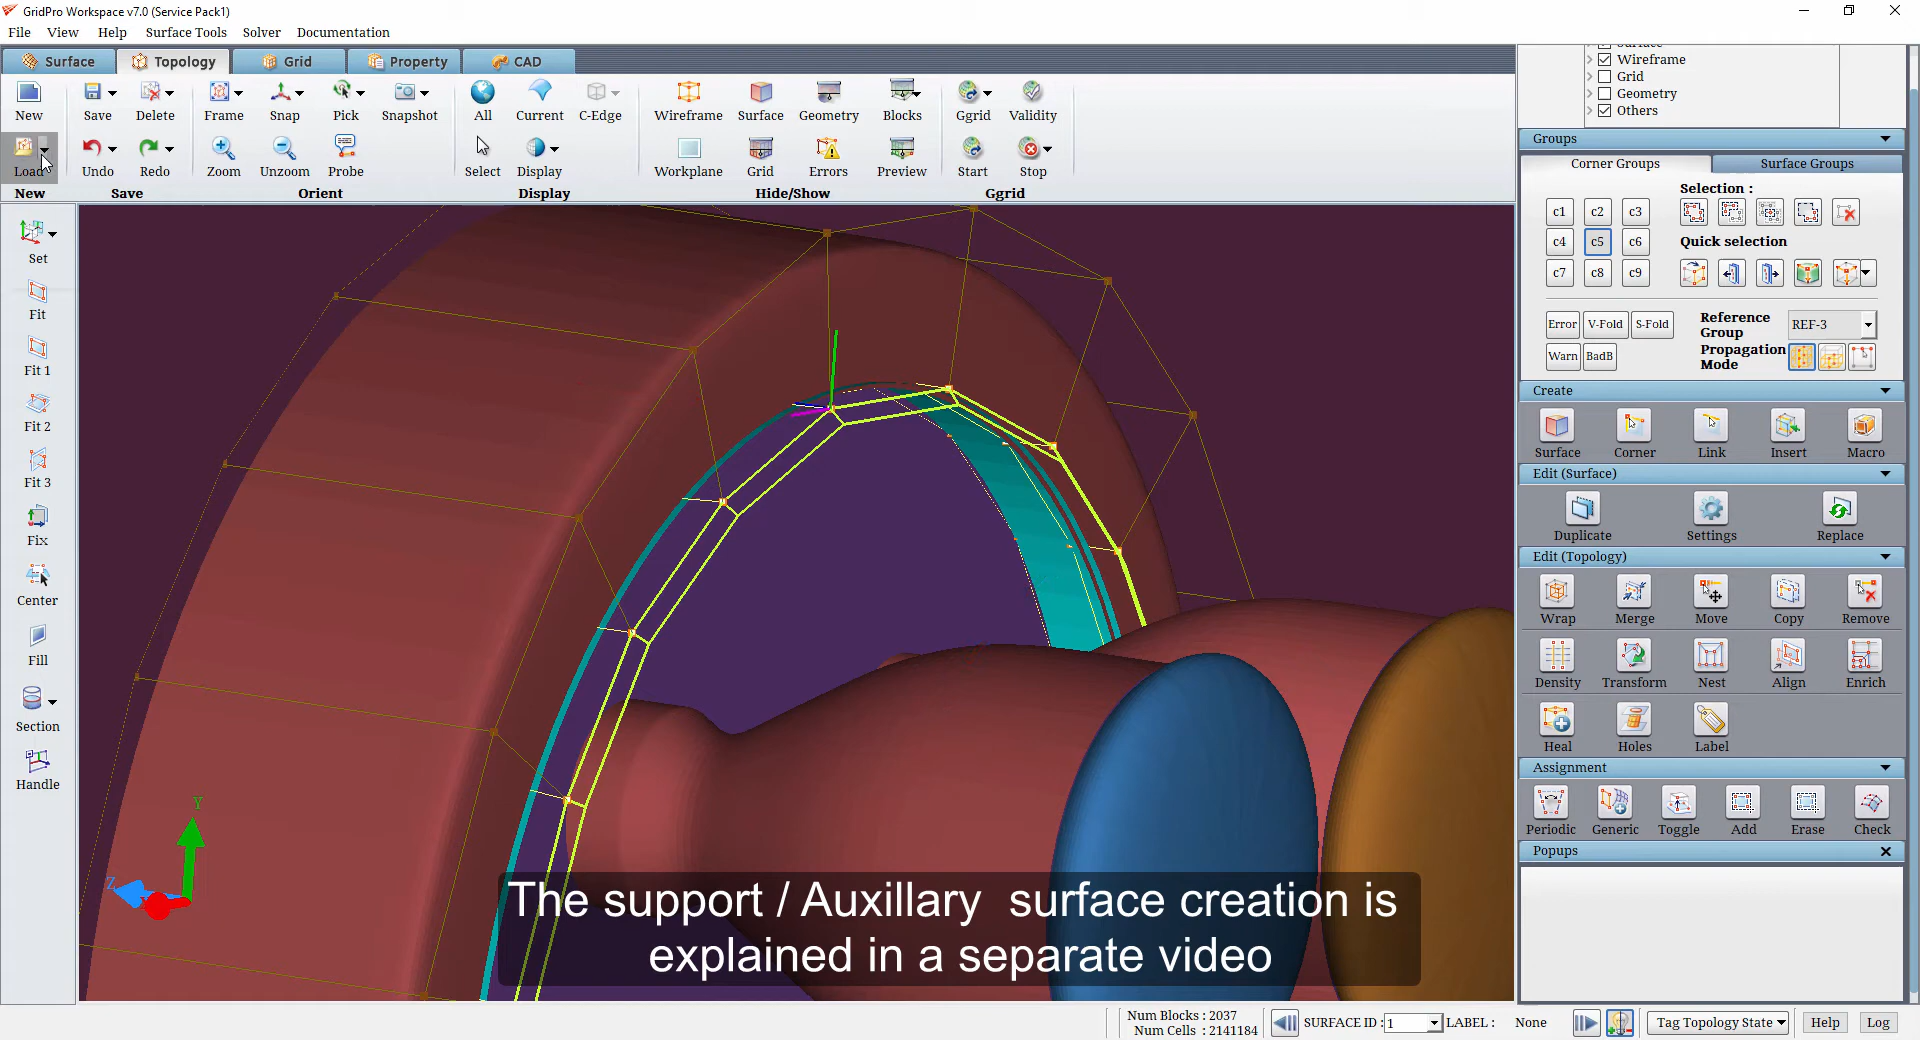 GridPro Workspace v7.0 (Service Pack1)
File View Help Surface Tools Solver Documentation
Surface Topology Grid Property CAD
New Save Delete Frame Snap Pick Snapshot All Current C-Edge Wireframe Surface Geometry Blocks Ggrid Validity
Load Undo Redo Zoom Unzoom Probe Select Display Workplane Grid Errors Preview Start Stop
New Save Orient Display Hide/Show Ggrid
Set
Fit
Fit 1
Fit 2
Fit 3
Fix
Center
Fill
Section
Handle
Y
Z
The support / Auxillary surface creation is
explained in a separate video
Surface
Wireframe
Grid
Geometry
Others
Groups
Corner Groups Surface Groups
Selection :
c1 c2 c3
c4 c5 c6
Quick selection
c7 c8 c9
Error V-Fold S-Fold
Reference
Group
REF-3
Warn BadB
Propagation
Mode
Create
Surface Corner Link Insert Macro
Edit (Surface)
Duplicate Settings Replace
Edit (Topology)
Wrap Merge Move Copy Remove
Density Transform Nest Align Enrich
Heal Holes Label
Assignment
Periodic Generic Toggle Add Erase Check
Popups
Num Blocks : 2037
Num Cells : 2141184
SURFACE ID : 1 LABEL : None Tag Topology State Help Log